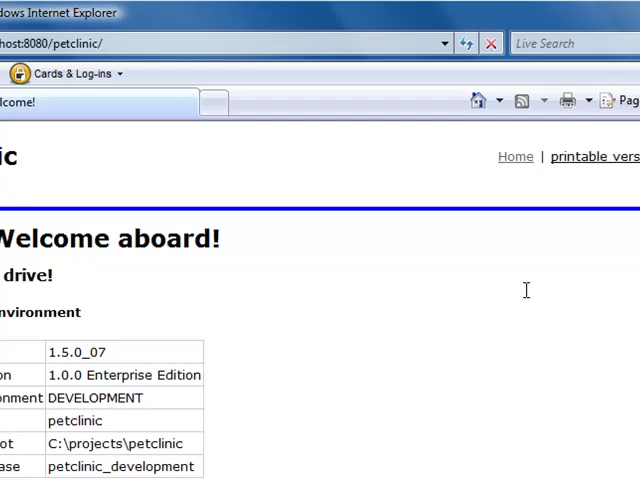 dows Internet Explorer
host:8080/petclinic/
Live Search
Cards & Log-ins
lcome!
Pag
ic
Home | printable vers
Welcome aboard!
drive!
nvironment
1.5.0_07
on 1.0.0 Enterprise Edition
onment DEVELOPMENT
petclinic
ot C:\projects\petclinic
ase petclinic_development